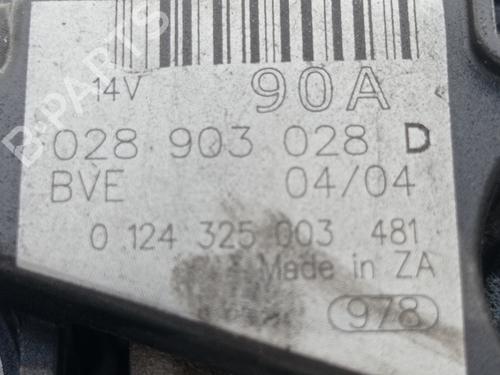 14V 90A
028 903 028 D
BVE 04/04
0 124 325 003 481
Made in ZA
978
B-PARTS